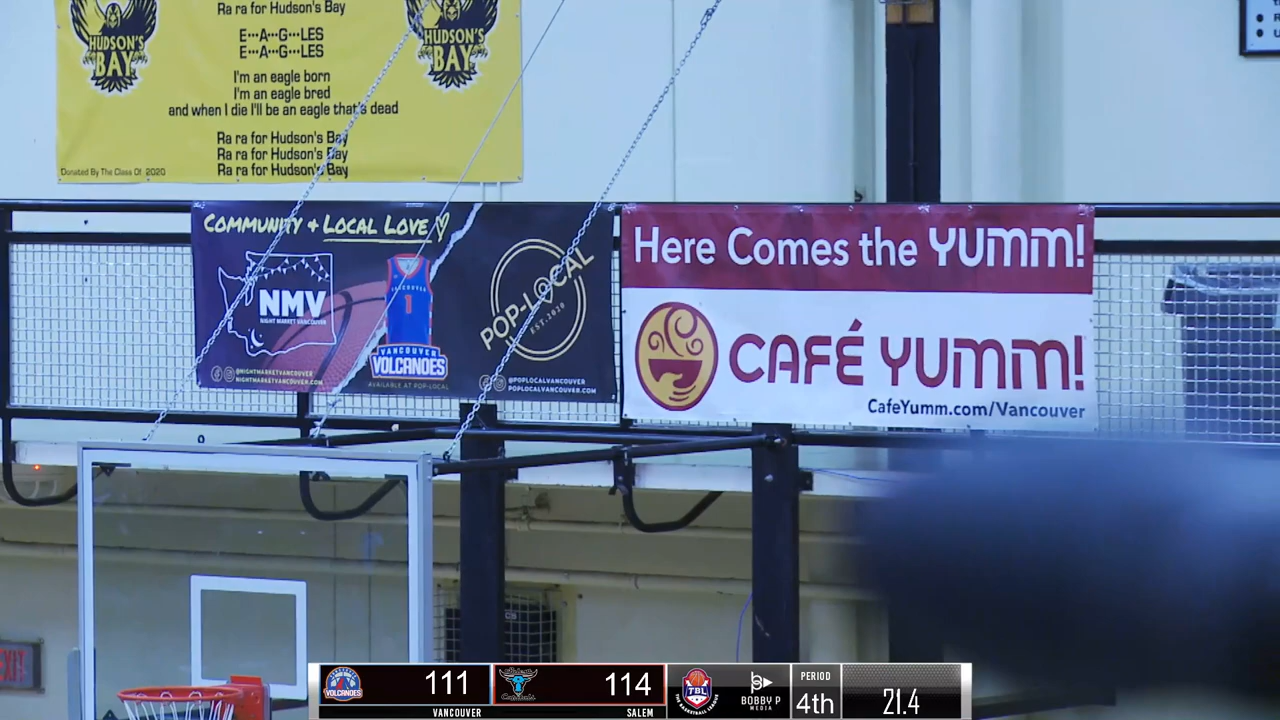 Ra ra for Hudson's Bay
HUDSON'S
BAY
HUDSON'S
BAY
E···A···G···LES
E···A···G···LES
I'm an eagle born
I'm an eagle bred
and when I die I'll be an eagle that's dead
Ra ra for Hudson's Bay
Ra ra for Hudson's Bay
Ra ra for Hudson's Bay
Donated By The Class Of 2020
COMMUNITY + LOCAL LOVE
NMV
NIGHT MARKET VANCOUVER
@NIGHTMARKETVANCOUVER
NIGHTMARKETVANCOUVER.COM
VANCOUVER
1
VANCOUVER
VOLCANOES
AVAILABLE AT POP-LOCAL
POP-LOCAL
EST. 2020
@POPLOCALVANCOUVER
POPLOCALVANCOUVER.COM
Here Comes the YUMM!
CAFÉ YUMM!
CafeYumm.com/Vancouver
EXIT
VOLCANOES
111
VANCOUVER
114
SALEM
TBL
BOBBY P
MEDIA
PERIOD
4th
21.4